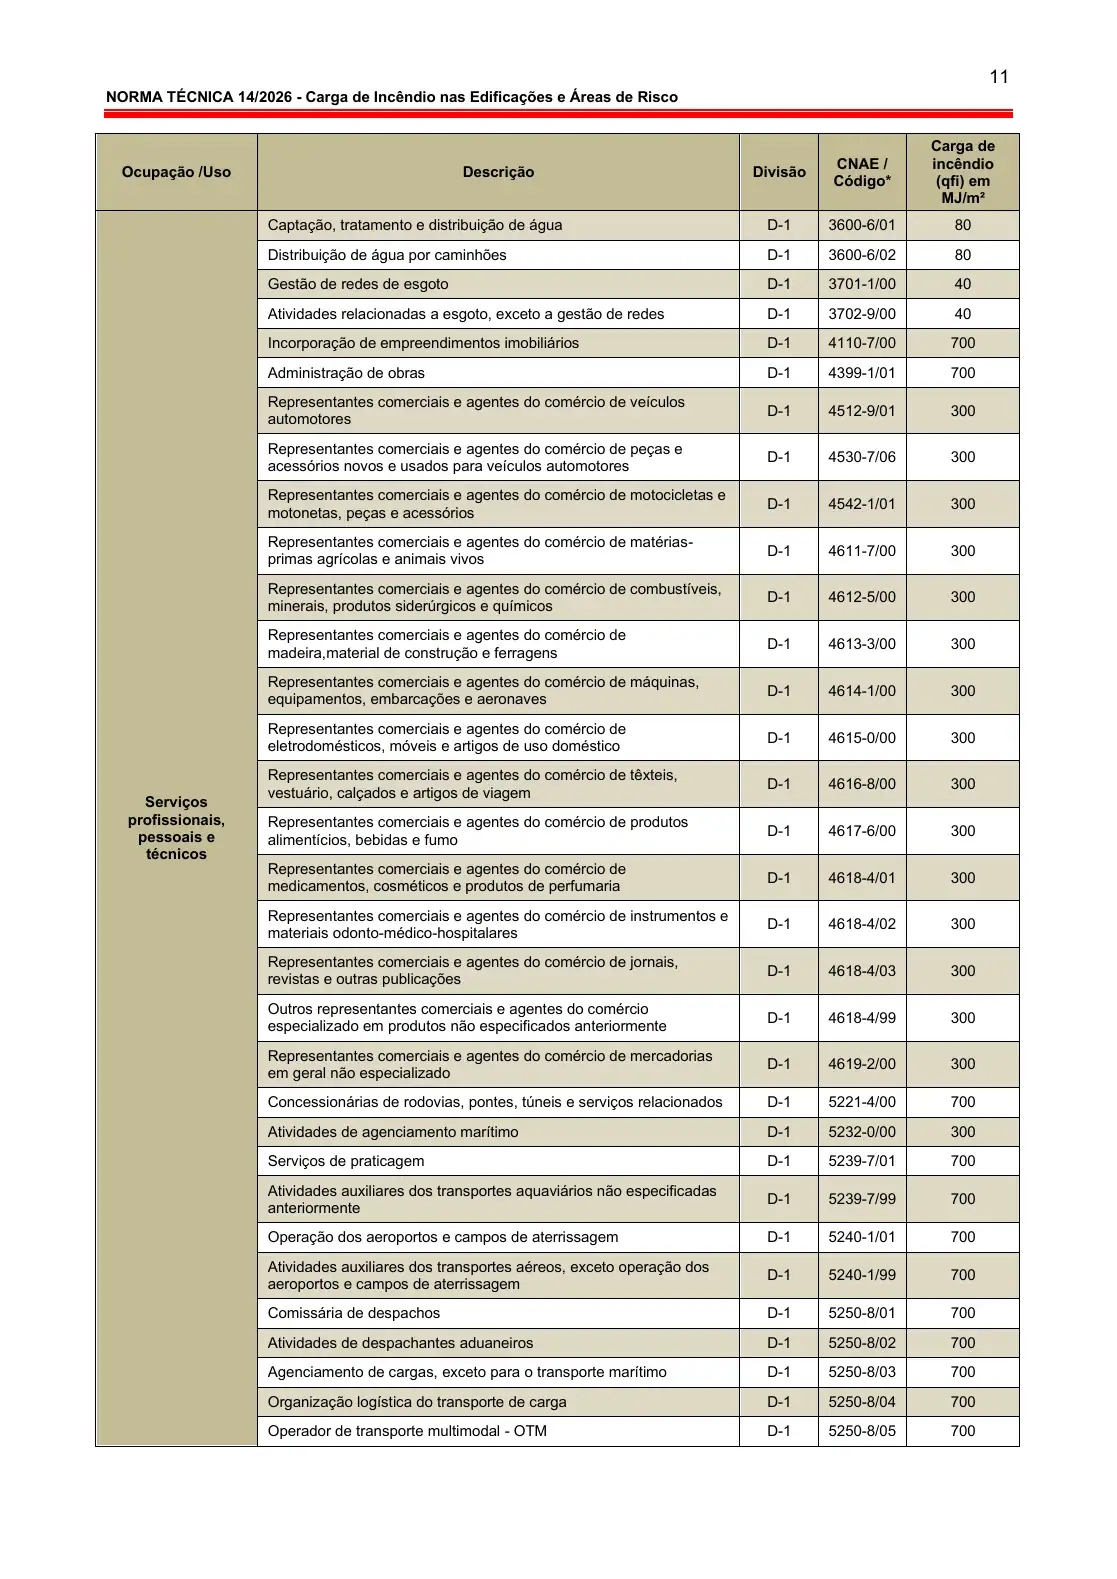 11
NORMA TÉCNICA 14/2026 - Carga de Incêndio nas Edificações e Áreas de Risco
Ocupação /Uso Descrição Divisão CNAE / Código* Carga de incêndio (qfi) em MJ/m²
Serviços profissionais, pessoais e técnicos
Captação, tratamento e distribuição de água D-1 3600-6/01 80
Distribuição de água por caminhões D-1 3600-6/02 80
Gestão de redes de esgoto D-1 3701-1/00 40
Atividades relacionadas a esgoto, exceto a gestão de redes D-1 3702-9/00 40
Incorporação de empreendimentos imobiliários D-1 4110-7/00 700
Administração de obras D-1 4399-1/01 700
Representantes comerciais e agentes do comércio de veículos
automotores D-1 4512-9/01 300
Representantes comerciais e agentes do comércio de peças e
acessórios novos e usados para veículos automotores D-1 4530-7/06 300
Representantes comerciais e agentes do comércio de motocicletas e
motonetas, peças e acessórios D-1 4542-1/01 300
Representantes comerciais e agentes do comércio de matérias-
primas agrícolas e animais vivos D-1 4611-7/00 300
Representantes comerciais e agentes do comércio de combustíveis,
minerais, produtos siderúrgicos e químicos D-1 4612-5/00 300
Representantes comerciais e agentes do comércio de
madeira,material de construção e ferragens D-1 4613-3/00 300
Representantes comerciais e agentes do comércio de máquinas,
equipamentos, embarcações e aeronaves D-1 4614-1/00 300
Representantes comerciais e agentes do comércio de
eletrodomésticos, móveis e artigos de uso doméstico D-1 4615-0/00 300
Representantes comerciais e agentes do comércio de têxteis,
vestuário, calçados e artigos de viagem D-1 4616-8/00 300
Representantes comerciais e agentes do comércio de produtos
alimentícios, bebidas e fumo D-1 4617-6/00 300
Representantes comerciais e agentes do comércio de
medicamentos, cosméticos e produtos de perfumaria D-1 4618-4/01 300
Representantes comerciais e agentes do comércio de instrumentos e
materiais odonto-médico-hospitalares D-1 4618-4/02 300
Representantes comerciais e agentes do comércio de jornais,
revistas e outras publicações D-1 4618-4/03 300
Outros representantes comerciais e agentes do comércio
especializado em produtos não especificados anteriormente D-1 4618-4/99 300
Representantes comerciais e agentes do comércio de mercadorias
em geral não especializado D-1 4619-2/00 300
Concessionárias de rodovias, pontes, túneis e serviços relacionados D-1 5221-4/00 700
Atividades de agenciamento marítimo D-1 5232-0/00 300
Serviços de praticagem D-1 5239-7/01 700
Atividades auxiliares dos transportes aquaviários não especificadas
anteriormente D-1 5239-7/99 700
Operação dos aeroportos e campos de aterrissagem D-1 5240-1/01 700
Atividades auxiliares dos transportes aéreos, exceto operação dos
aeroportos e campos de aterrissagem D-1 5240-1/99 700
Comissária de despachos D-1 5250-8/01 700
Atividades de despachantes aduaneiros D-1 5250-8/02 700
Agenciamento de cargas, exceto para o transporte marítimo D-1 5250-8/03 700
Organização logística do transporte de carga D-1 5250-8/04 700
Operador de transporte multimodal - OTM D-1 5250-8/05 700